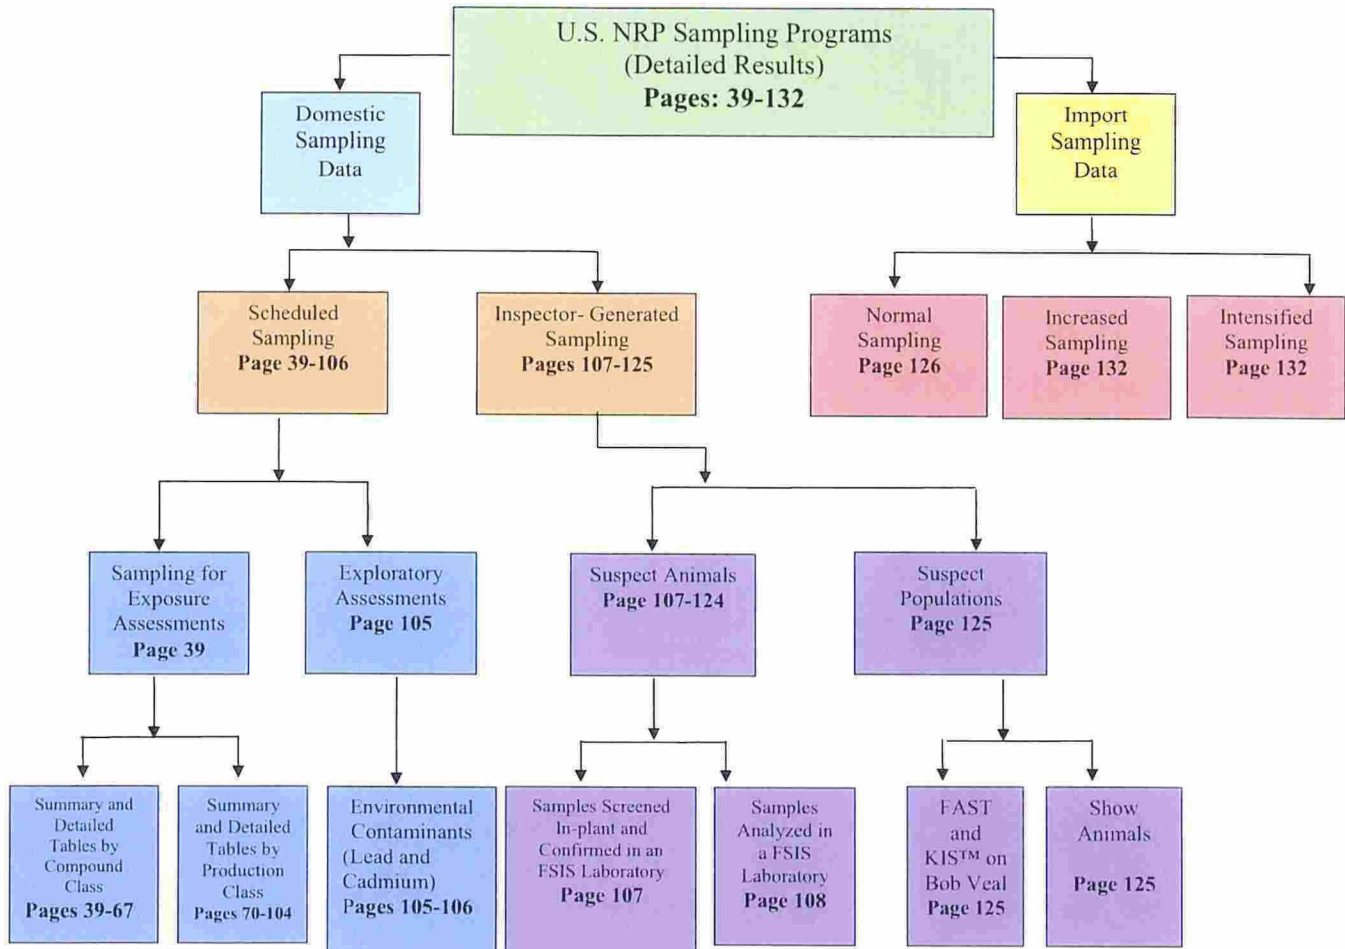 U.S. NRP Sampling Programs
(Detailed Results)
Pages: 39-132
Domestic
Sampling
Data
Import
Sampling
Data
Scheduled
Sampling
Page 39-106
Inspector- Generated
Sampling
Pages 107-125
Normal
Sampling
Page 126
Increased
Sampling
Page 132
Intensified
Sampling
Page 132
Sampling for
Exposure
Assessments
Page 39
Exploratory
Assessments
Page 105
Suspect Animals
Page 107-124
Suspect
Populations
Page 125
Summary and
Detailed
Tables by
Compound
Class
Pages 39-67
Summary
and Detailed
Tables by
Production
Class
Pages 70-104
Environmental
Contaminants
(Lead and
Cadmium)
Pages 105-106
Samples Screened
In-plant and
Confirmed in an
FSIS Laboratory
Page 107
Samples
Analyzed in
a FSIS
Laboratory
Page 108
FAST
and
KIS™ on
Bob Veal
Page 125
Show
Animals
Page 125